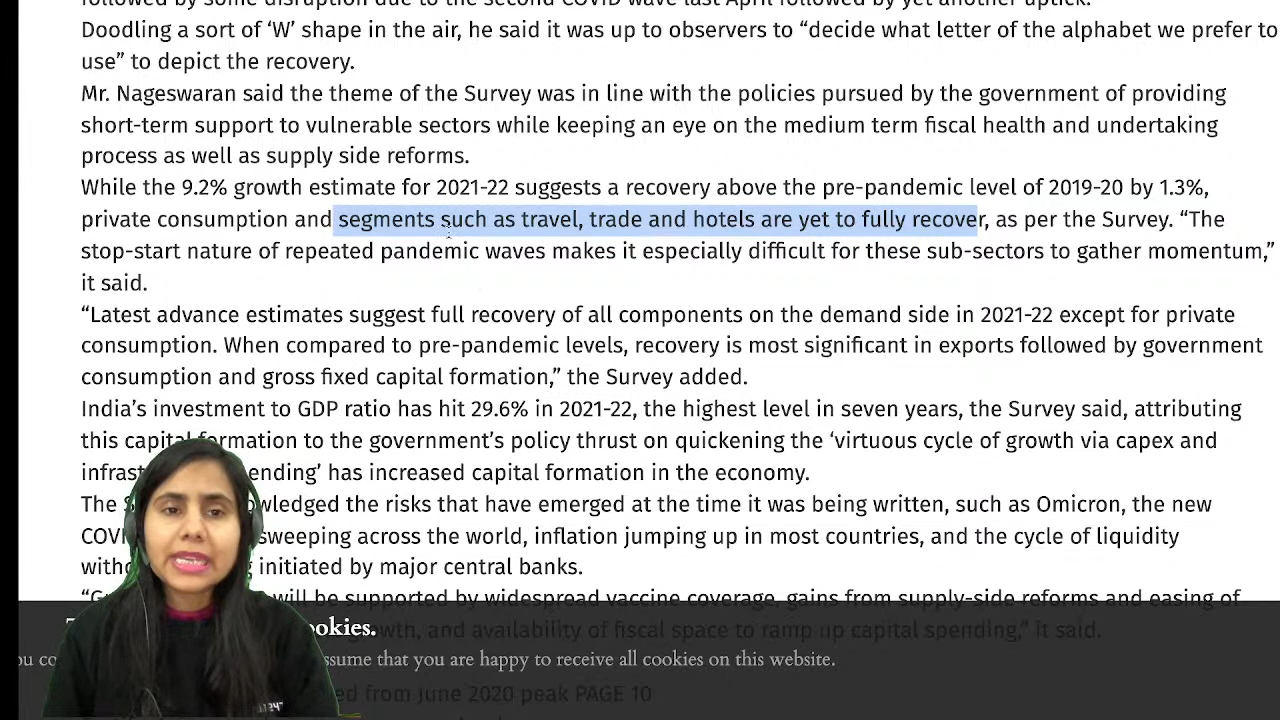 followed by some disruption due to the second COVID wave last April followed by yet another uptick.
Doodling a sort of ‘W’ shape in the air, he said it was up to observers to “decide what letter of the alphabet we prefer to
use” to depict the recovery.
Mr. Nageswaran said the theme of the Survey was in line with the policies pursued by the government of providing
short-term support to vulnerable sectors while keeping an eye on the medium term fiscal health and undertaking
process as well as supply side reforms.
While the 9.2% growth estimate for 2021-22 suggests a recovery above the pre-pandemic level of 2019-20 by 1.3%,
private consumption and segments such as travel, trade and hotels are yet to fully recover, as per the Survey. “The
stop-start nature of repeated pandemic waves makes it especially difficult for these sub-sectors to gather momentum,”
it said.
“Latest advance estimates suggest full recovery of all components on the demand side in 2021-22 except for private
consumption. When compared to pre-pandemic levels, recovery is most significant in exports followed by government
consumption and gross fixed capital formation,” the Survey added.
India’s investment to GDP ratio has hit 29.6% in 2021-22, the highest level in seven years, the Survey said, attributing
this capital formation to the government’s policy thrust on quickening the ‘virtuous cycle of growth via capex and
spending’ has increased capital formation in the economy.
The the risks that have emerged at the time it was being written, such as Omicron, the new
sweeping across the world, inflation jumping up in most countries, and the cycle of liquidity
initiated by major central banks.
will be supported by widespread vaccine coverage, gains from supply-side reforms and easing of
cookies.
growth, and availability of fiscal space to ramp up capital spending,” it said.
assume that you are happy to receive all cookies on this website.
from June 2020 peak PAGE 10